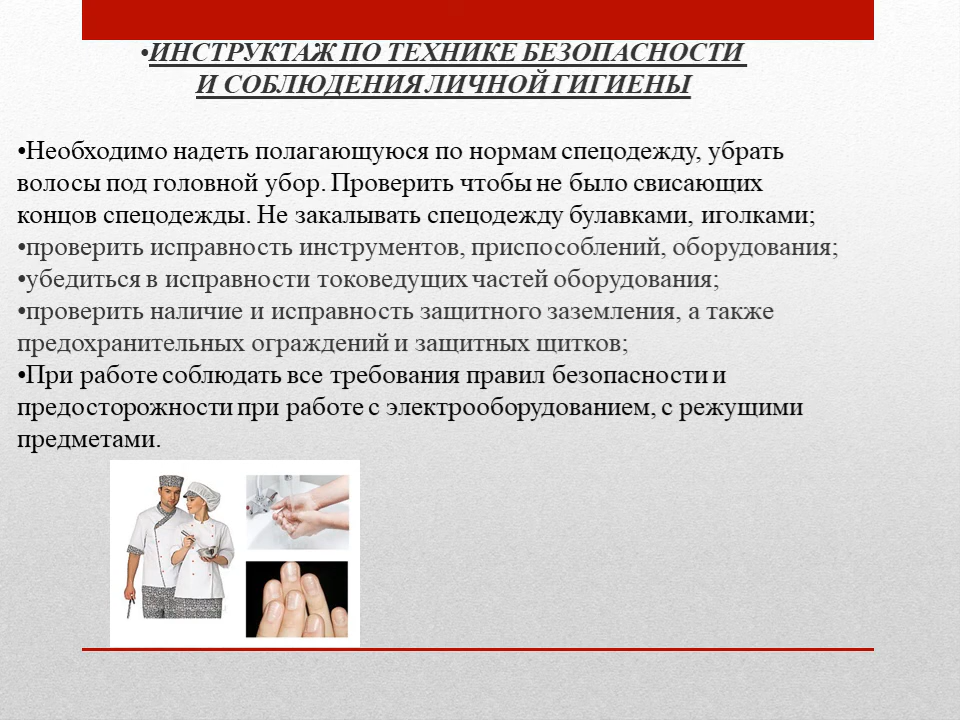 •ИНСТРУКТАЖ ПО ТЕХНИКЕ БЕЗОПАСНОСТИ
И СОБЛЮДЕНИЯ ЛИЧНОЙ ГИГИЕНЫ
•Необходимо надеть полагающуюся по нормам спецодежду, убрать
волосы под головной убор. Проверить чтобы не было свисающих
концов спецодежды. Не закалывать спецодежду булавками, иголками;
•проверить исправность инструментов, приспособлений, оборудования;
•убедиться в исправности токоведущих частей оборудования;
•проверить наличие и исправность защитного заземления, а также
предохранительных ограждений и защитных щитков;
•При работе соблюдать все требования правил безопасности и
предосторожности при работе с электрооборудованием, с режущими
предметами.